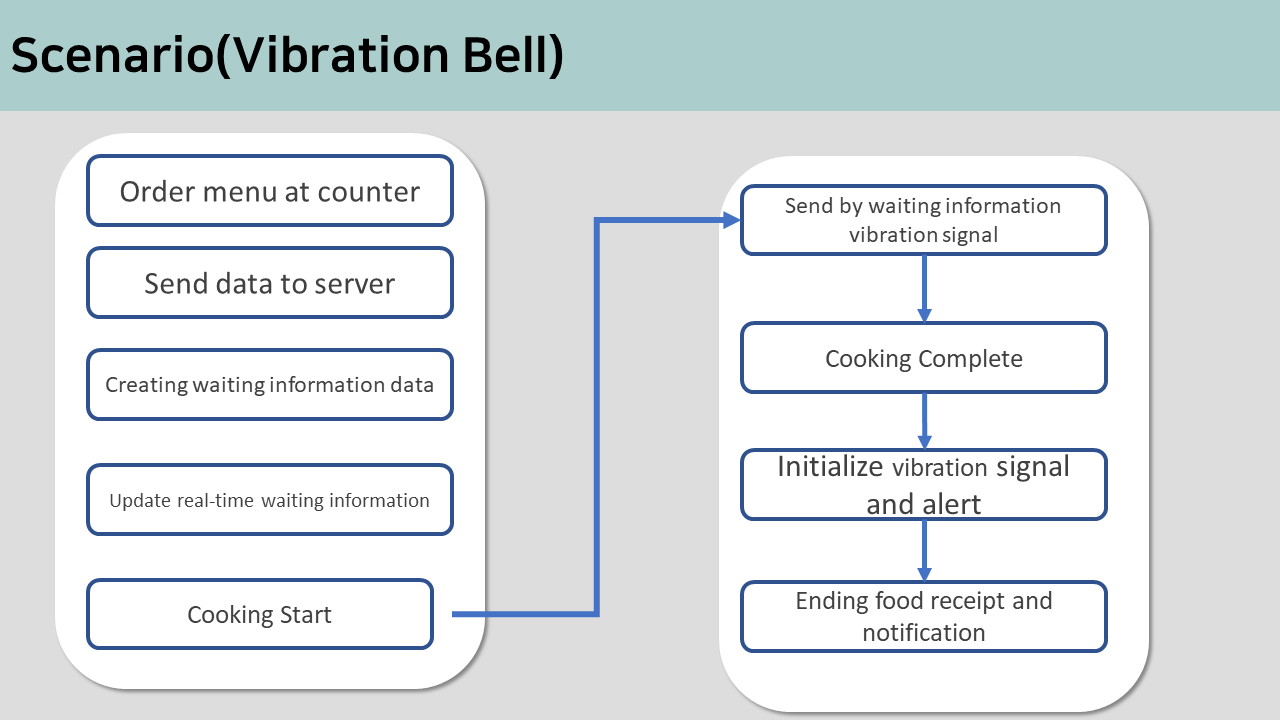 Scenario(Vibration Bell)
Order menu at counter
Send data to server
Creating waiting information data
Update real-time waiting information
Cooking Start
Send by waiting information
vibration signal
Cooking Complete
Initialize vibration signal
and alert
Ending food receipt and
notification